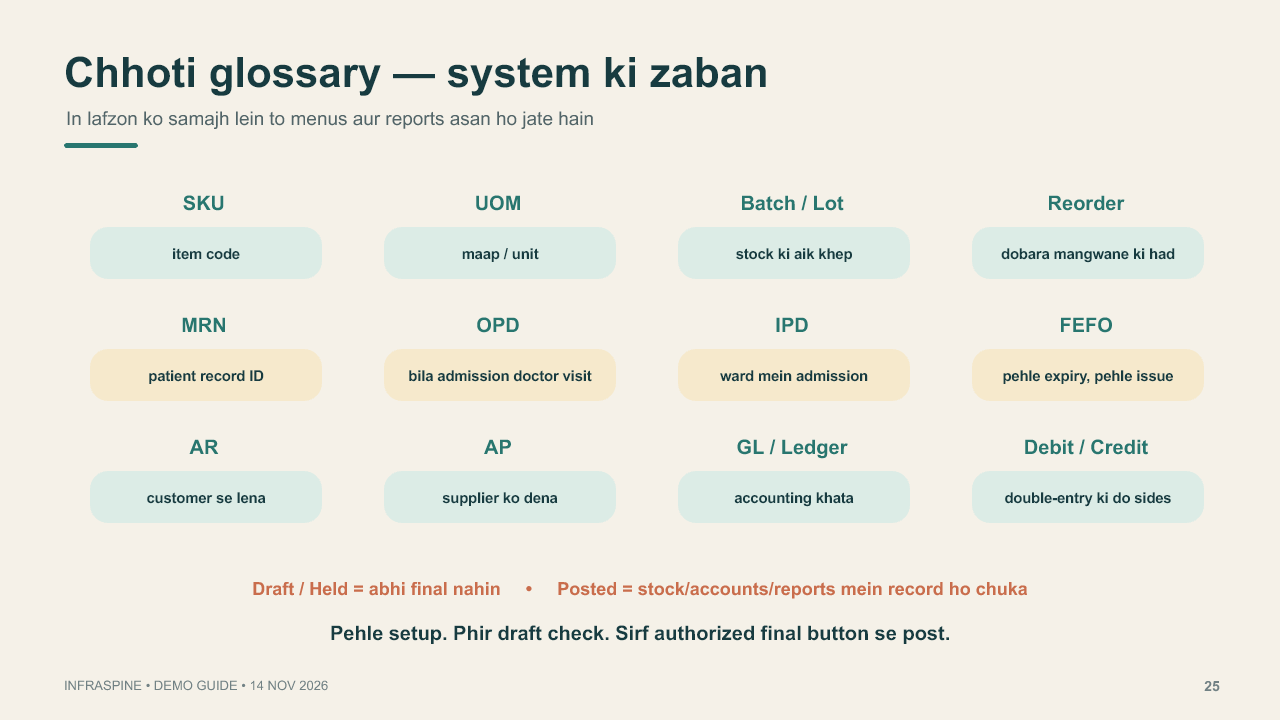 Chhoti glossary — system ki zaban
In lafzon ko samajh lein to menus aur reports asan ho jate hain
SKU
item code
UOM
maap / unit
Batch / Lot
stock ki aik khep
Reorder
dobara mangwane ki had
MRN
patient record ID
OPD
bila admission doctor visit
IPD
ward mein admission
FEFO
pehle expiry, pehle issue
AR
customer se lena
AP
supplier ko dena
GL / Ledger
accounting khata
Debit / Credit
double-entry ki do sides
Draft / Held = abhi final nahin • Posted = stock/accounts/reports mein record ho chuka
Pehle setup. Phir draft check. Sirf authorized final button se post.
INFRASPINE • DEMO GUIDE • 14 NOV 2026
25